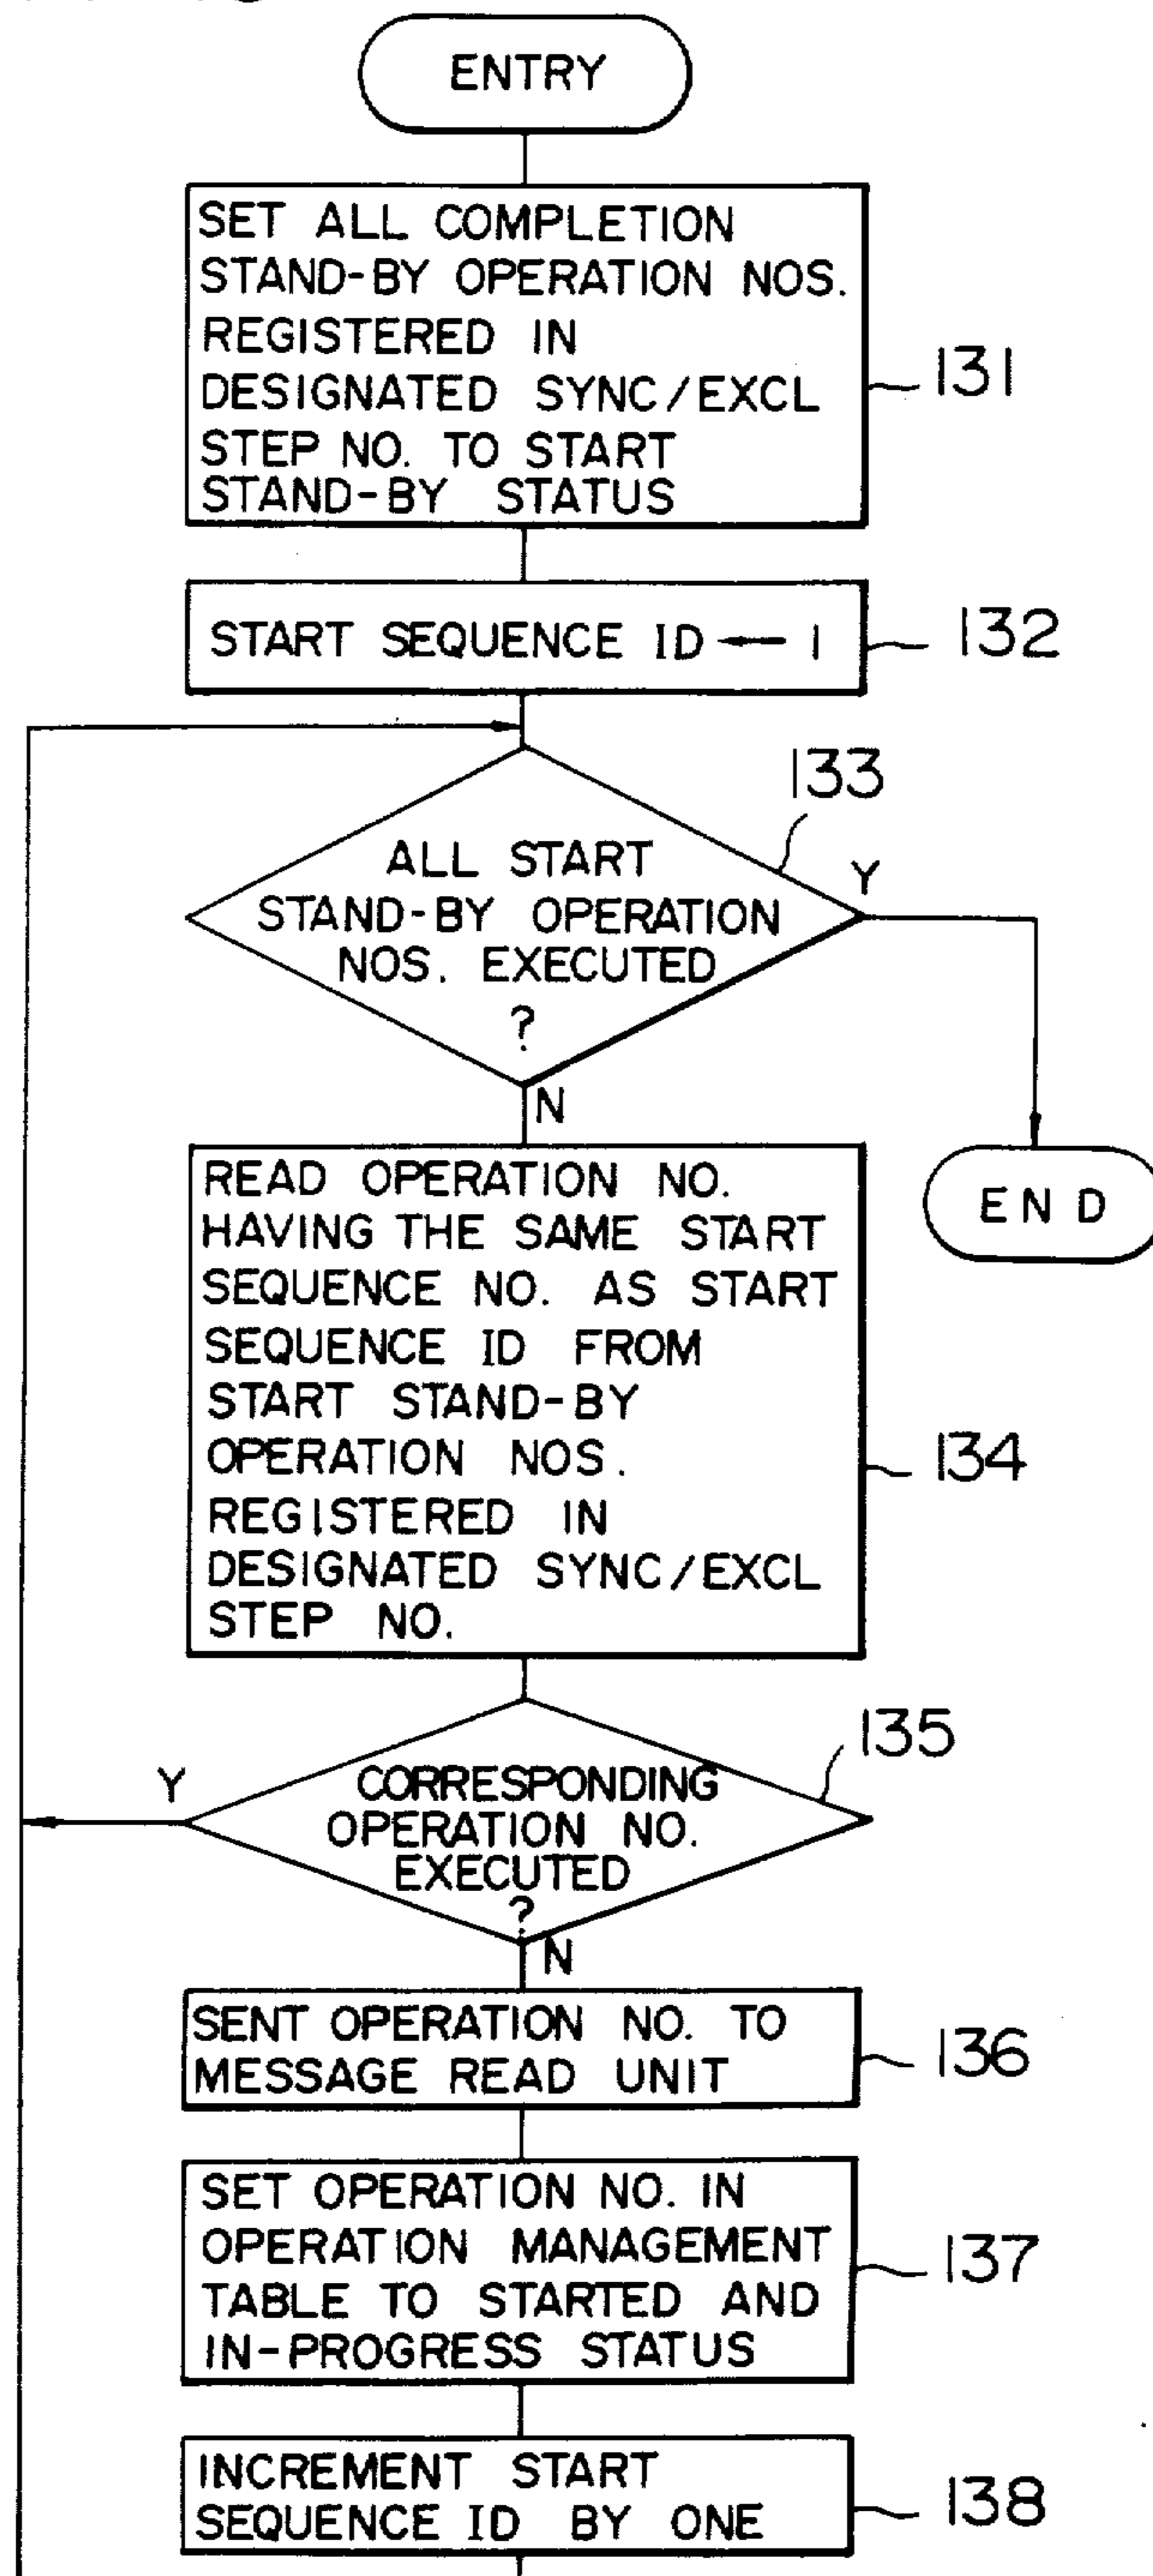 ENTRY
SET ALL COMPLETION
STAND-BY OPERATION NOS.
REGISTERED IN
DESIGNATED SYNC/EXCL
STEP NO. TO START
STAND-BY STATUS
131
START SEQUENCE ID ← 1
132
133
ALL START
STAND-BY OPERATION
NOS. EXECUTED
?
Y
N
READ OPERATION NO.
HAVING THE SAME START
SEQUENCE NO. AS START
SEQUENCE ID FROM
START STAND-BY
OPERATION NOS.
REGISTERED IN
DESIGNATED SYNC/EXCL
STEP NO.
134
END
135
Y
CORRESPONDING
OPERATION NO.
EXECUTED
?
N
SENT OPERATION NO. TO
MESSAGE READ UNIT
136
SET OPERATION NO. IN
OPERATION MANAGEMENT
TABLE TO STARTED AND
IN-PROGRESS STATUS
137
INCREMENT START
SEQUENCE ID BY ONE
138